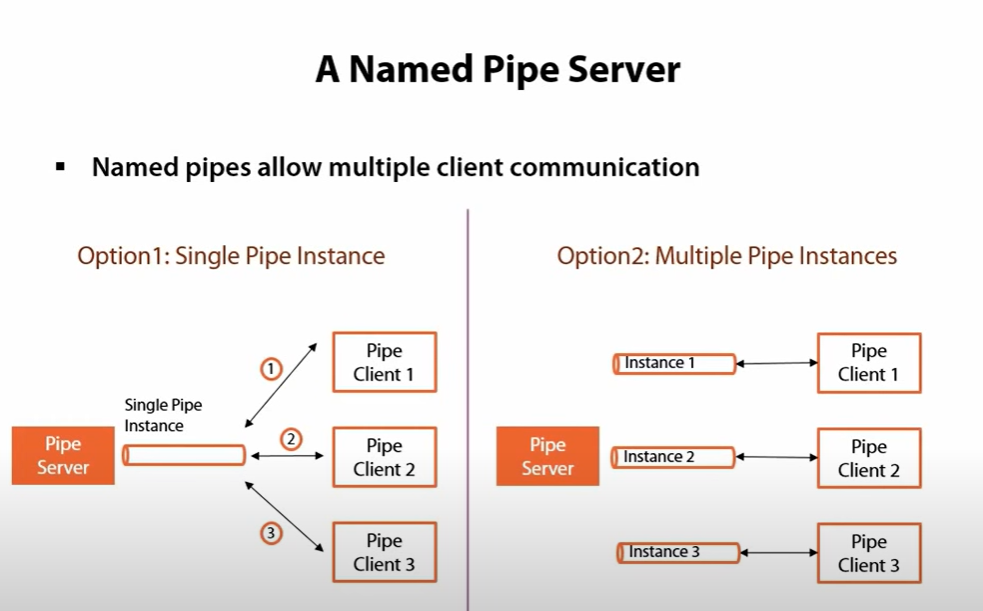 A Named Pipe Server
▪ Named pipes allow multiple client communication
Option1: Single Pipe Instance
Pipe
Server
Single Pipe
Instance
1
2
3
Pipe
Client 1
Pipe
Client 2
Pipe
Client 3
Option2: Multiple Pipe Instances
Pipe
Server
Instance 1
Instance 2
Instance 3
Pipe
Client 1
Pipe
Client 2
Pipe
Client 3